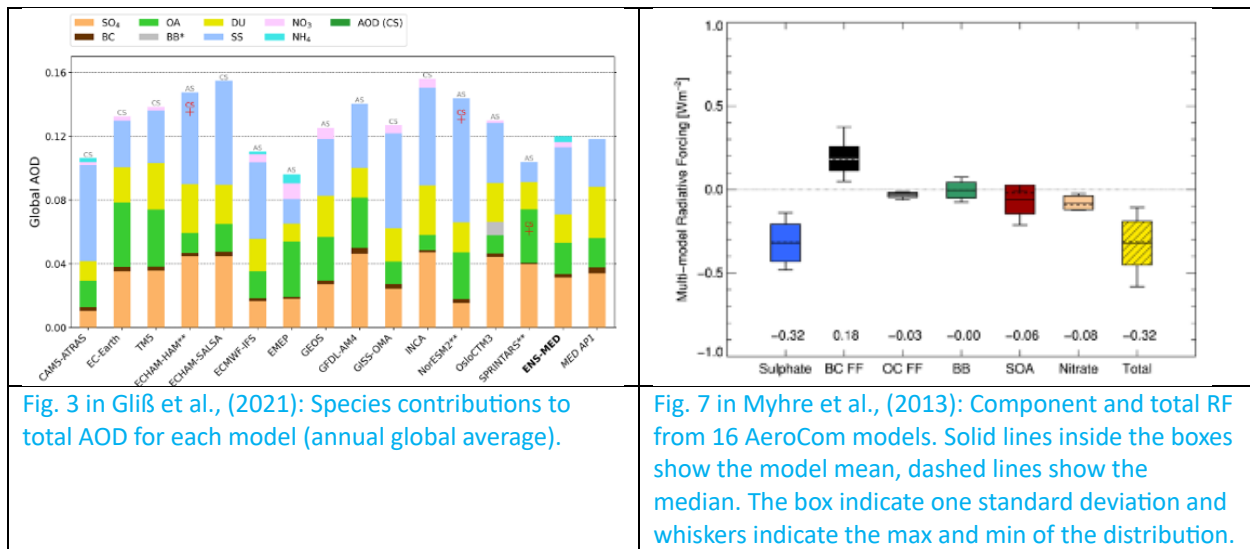 SO₄ OA DU NO₃ AOD (CS)
BC BB* SS NH₄
Global AOD
0.16
0.12
0.08
0.04
0.00
CS
CS
CS
AS
CS
AS
AS
AS
AS
AS
CS
CS
AS
CS
AS
AS
CS
CAM5-ATRAS
EC-Earth
TM5
ECHAM-HAM**
ECHAM-SALSA
ECMWF-IFS
EMEP
GEOS
GFDL-AM4
GISS-OMA
INCA
NorESM2**
OsloCTM3
SPRINTARS**
ENS-MED
MED AP1
Multi-model Radiative Forcing [Wm⁻²]
1.0
0.5
0.0
−0.5
−1.0
−0.32 0.18 −0.03 −0.00 −0.06 −0.08 −0.32
Sulphate BC FF OC FF BB SOA Nitrate Total
Fig. 3 in Gliß et al., (2021): Species contributions to
total AOD for each model (annual global average).
Fig. 7 in Myhre et al., (2013): Component and total RF
from 16 AeroCom models. Solid lines inside the boxes
show the model mean, dashed lines show the
median. The box indicate one standard deviation and
whiskers indicate the max and min of the distribution.